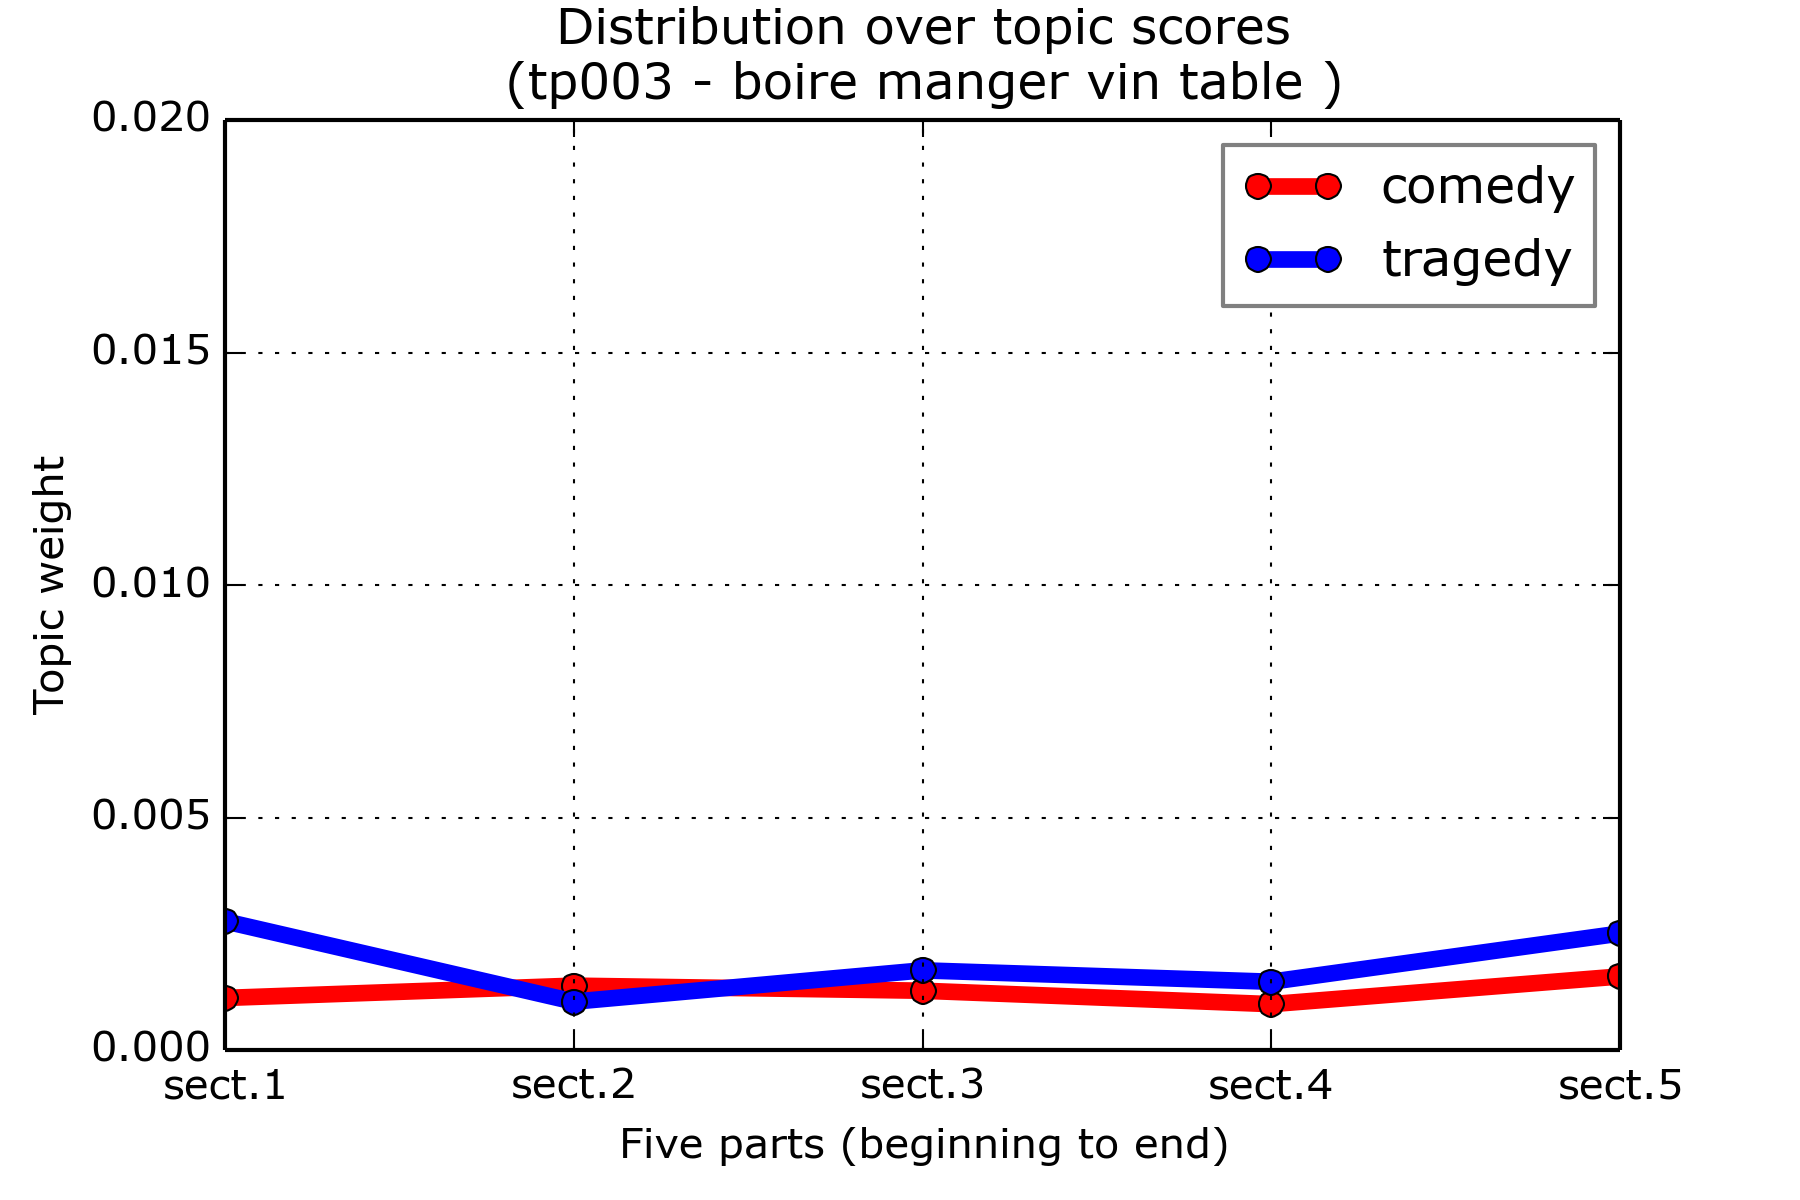 Distribution over topic scores
(tp003 - boire manger vin table )
0.020
0.015
0.010
0.005
0.000
Topic weight
comedy
tragedy
sect.1 sect.2 sect.3 sect.4 sect.5
Five parts (beginning to end)